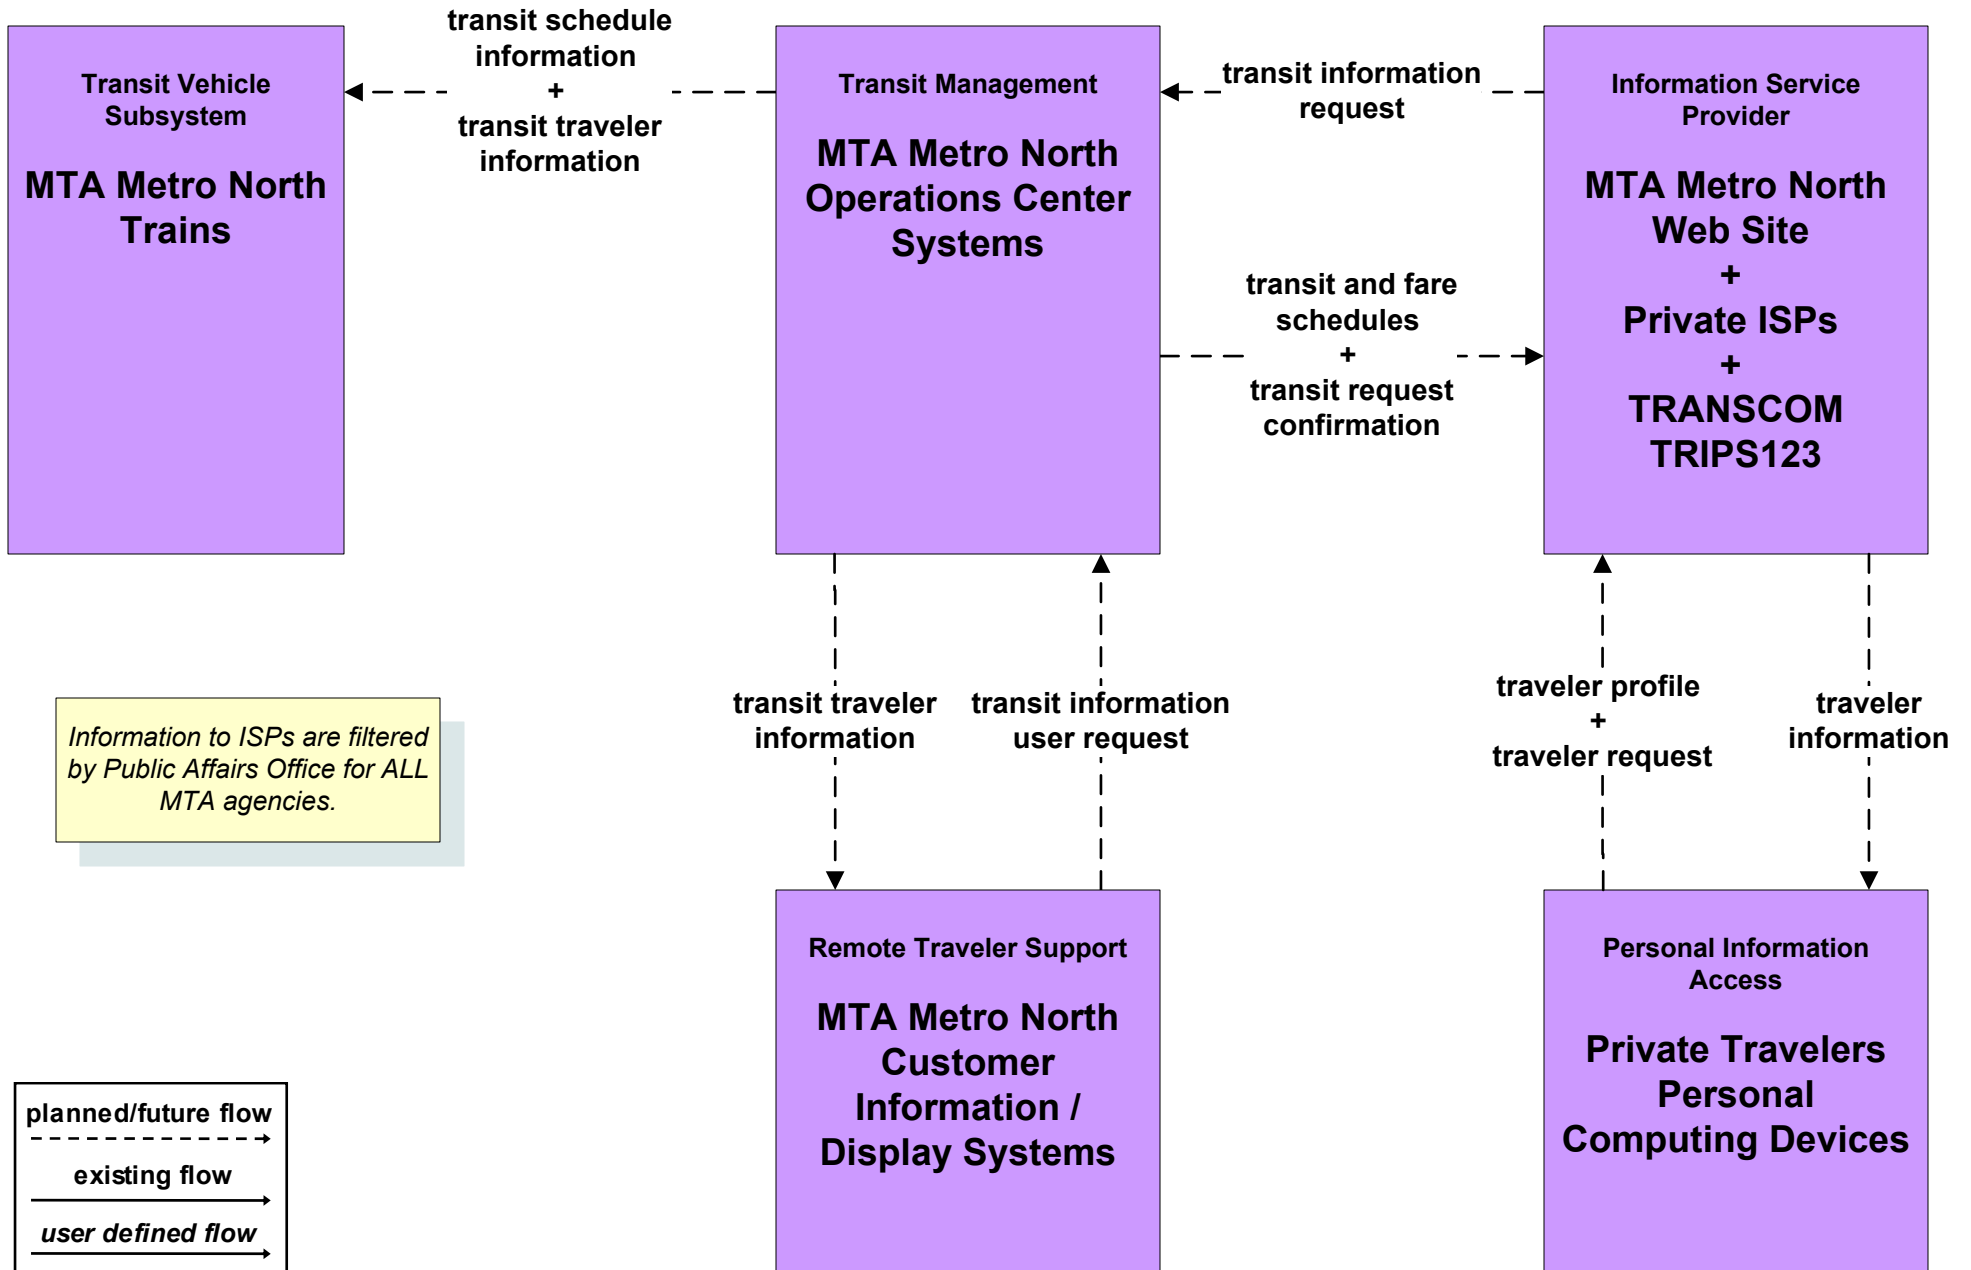 transit schedule
information
+
transit traveler
information
Transit Vehicle
Subsystem
MTA Metro North
Trains
Transit Management
MTA Metro North
Operations Center
Systems
transit information
request
Information Service
Provider
MTA Metro North
Web Site
+
Private ISPs
+
TRANSCOM
TRIPS123
transit and fare
schedules
+
transit request
confirmation
transit traveler
information
transit information
user request
traveler profile
+
traveler request
traveler
information
Information to ISPs are filtered
by Public Affairs Office for ALL
MTA agencies.
Remote Traveler Support
MTA Metro North
Customer
Information /
Display Systems
Personal Information
Access
Private Travelers
Personal
Computing Devices
planned/future flow
existing flow
user defined flow